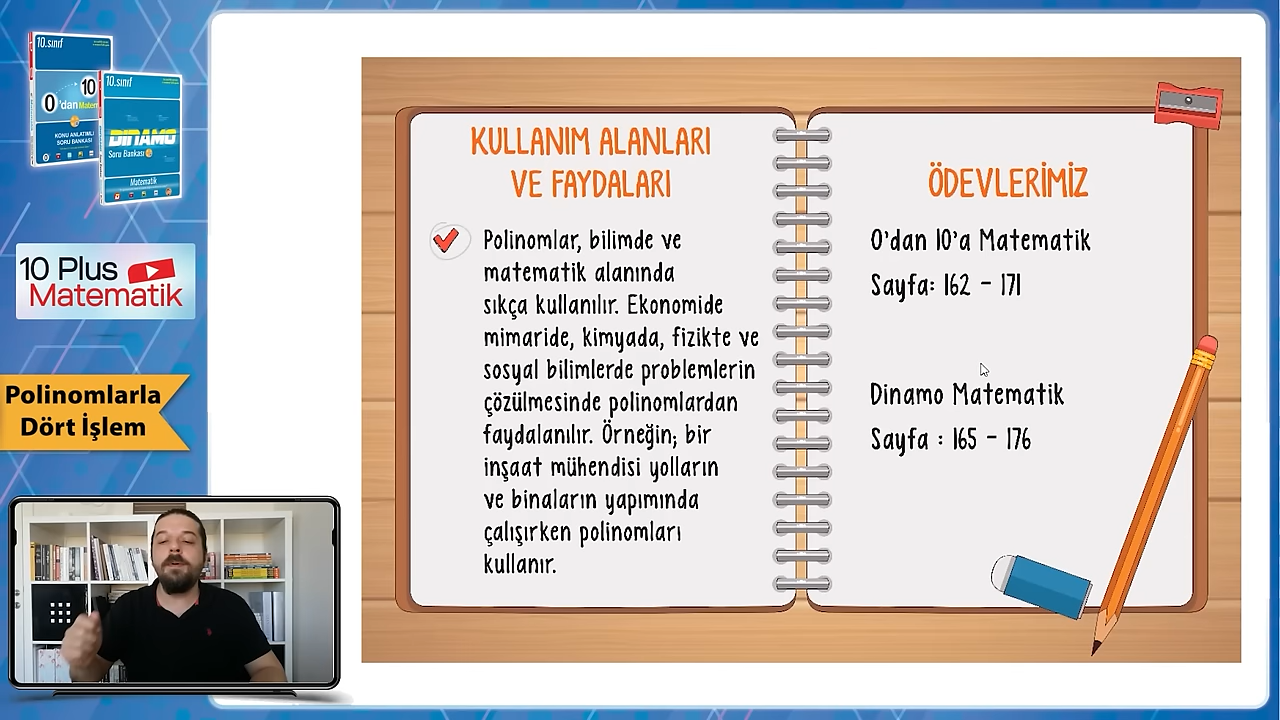 10.sınıf
0'dan 10
Matem
KONU ANLATIMLI
SORU BANKASI
10.sınıf
DİNAMO
Soru Bankası
Matematik
10 Plus
Matematik
Polinomlarla
Dört İşlem
KULLANIM ALANLARI
VE FAYDALARI
Polinomlar, bilimde ve
matematik alanında
sıkça kullanılır. Ekonomide
mimaride, kimyada, fizikte ve
sosyal bilimlerde problemlerin
çözülmesinde polinomlardan
faydalanılır. Örneğin; bir
inşaat mühendisi yolların
ve binaların yapımında
çalışırken polinomları
kullanır.
ÖDEVLERİMİZ
0'dan 10'a Matematik
Sayfa: 162 - 171
Dinamo Matematik
Sayfa : 165 - 176